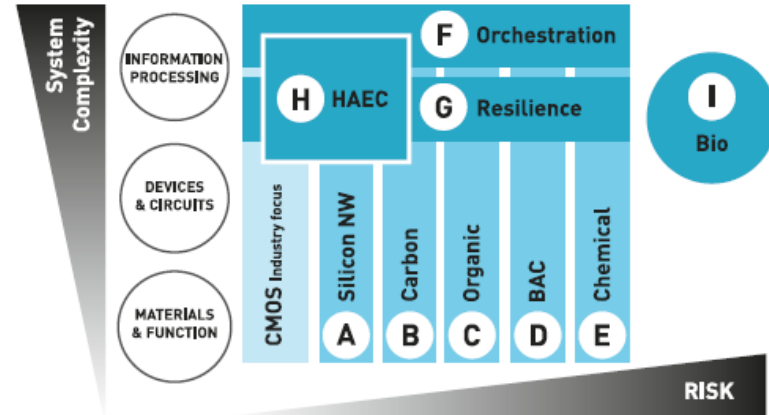 System
Complexity
INFORMATION
PROCESSING
DEVICES
& CIRCUITS
MATERIALS
& FUNCTION
F Orchestration
H HAEC
G Resilience
I
Bio
CMOS Industry focus
Silicon NW
A
Carbon
B
Organic
C
BAC
D
Chemical
E
RISK